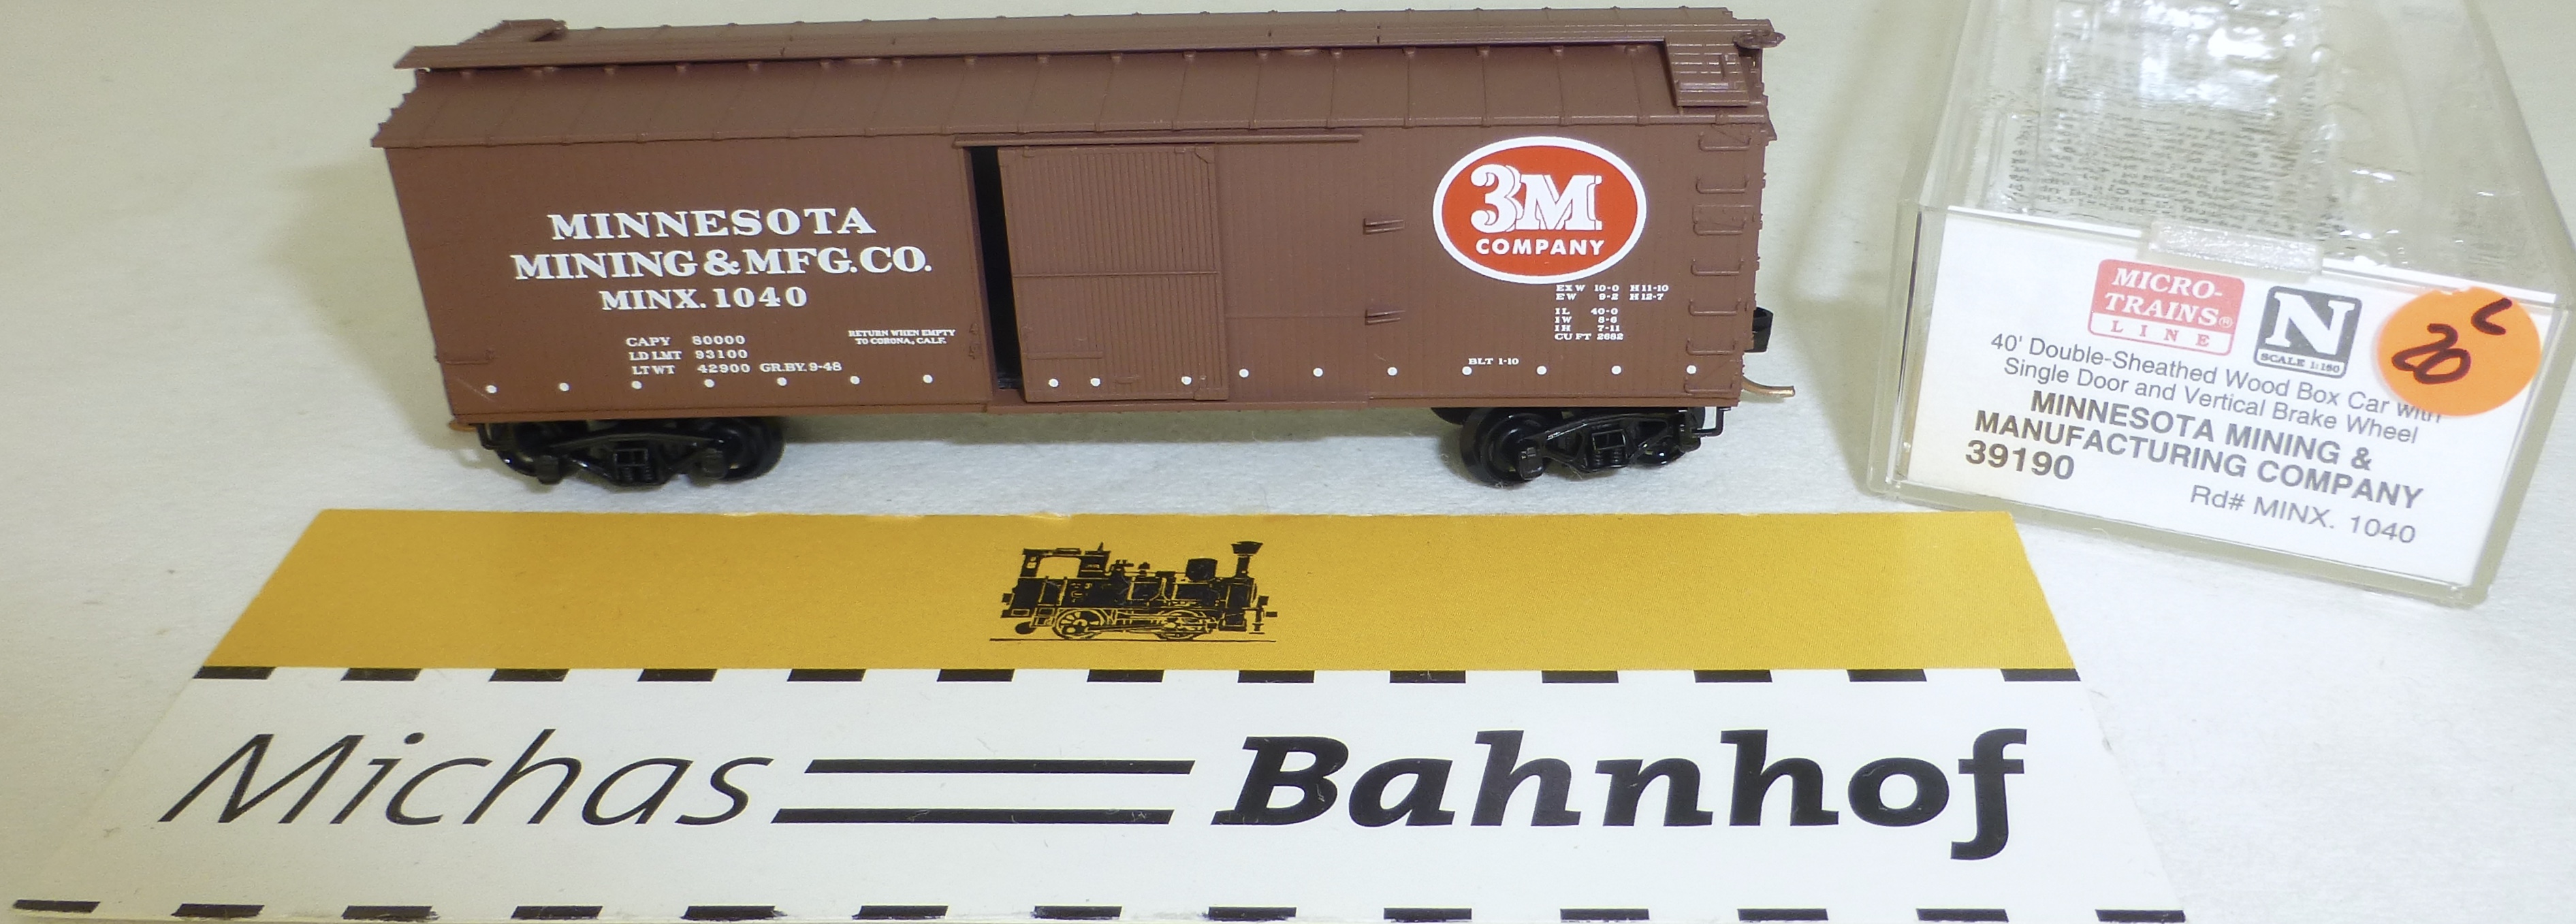 MINNESOTA
MINING & MFG. CO.
MINX. 1040
CAPY 80000
LD LMT 93100
LT WT 42900 GR.BY. 9-48
RETURN WHEN EMPTY
TO CORONA, CALF.
3M
COMPANY
EX W 10-0 H 11-10
E W 9-2 H 12-7
IL 40-0
IW 8-6
IH 7-11
CU FT 2682
BLT 1-10
MICRO-
TRAINS®
LINE
N
SCALE 1:160
20
40' Double-Sheathed Wood Box Car with
Single Door and Vertical Brake Wheel
MINNESOTA MINING &
MANUFACTURING COMPANY
39190
Rd# MINX. 1040
Michas Bahnhof